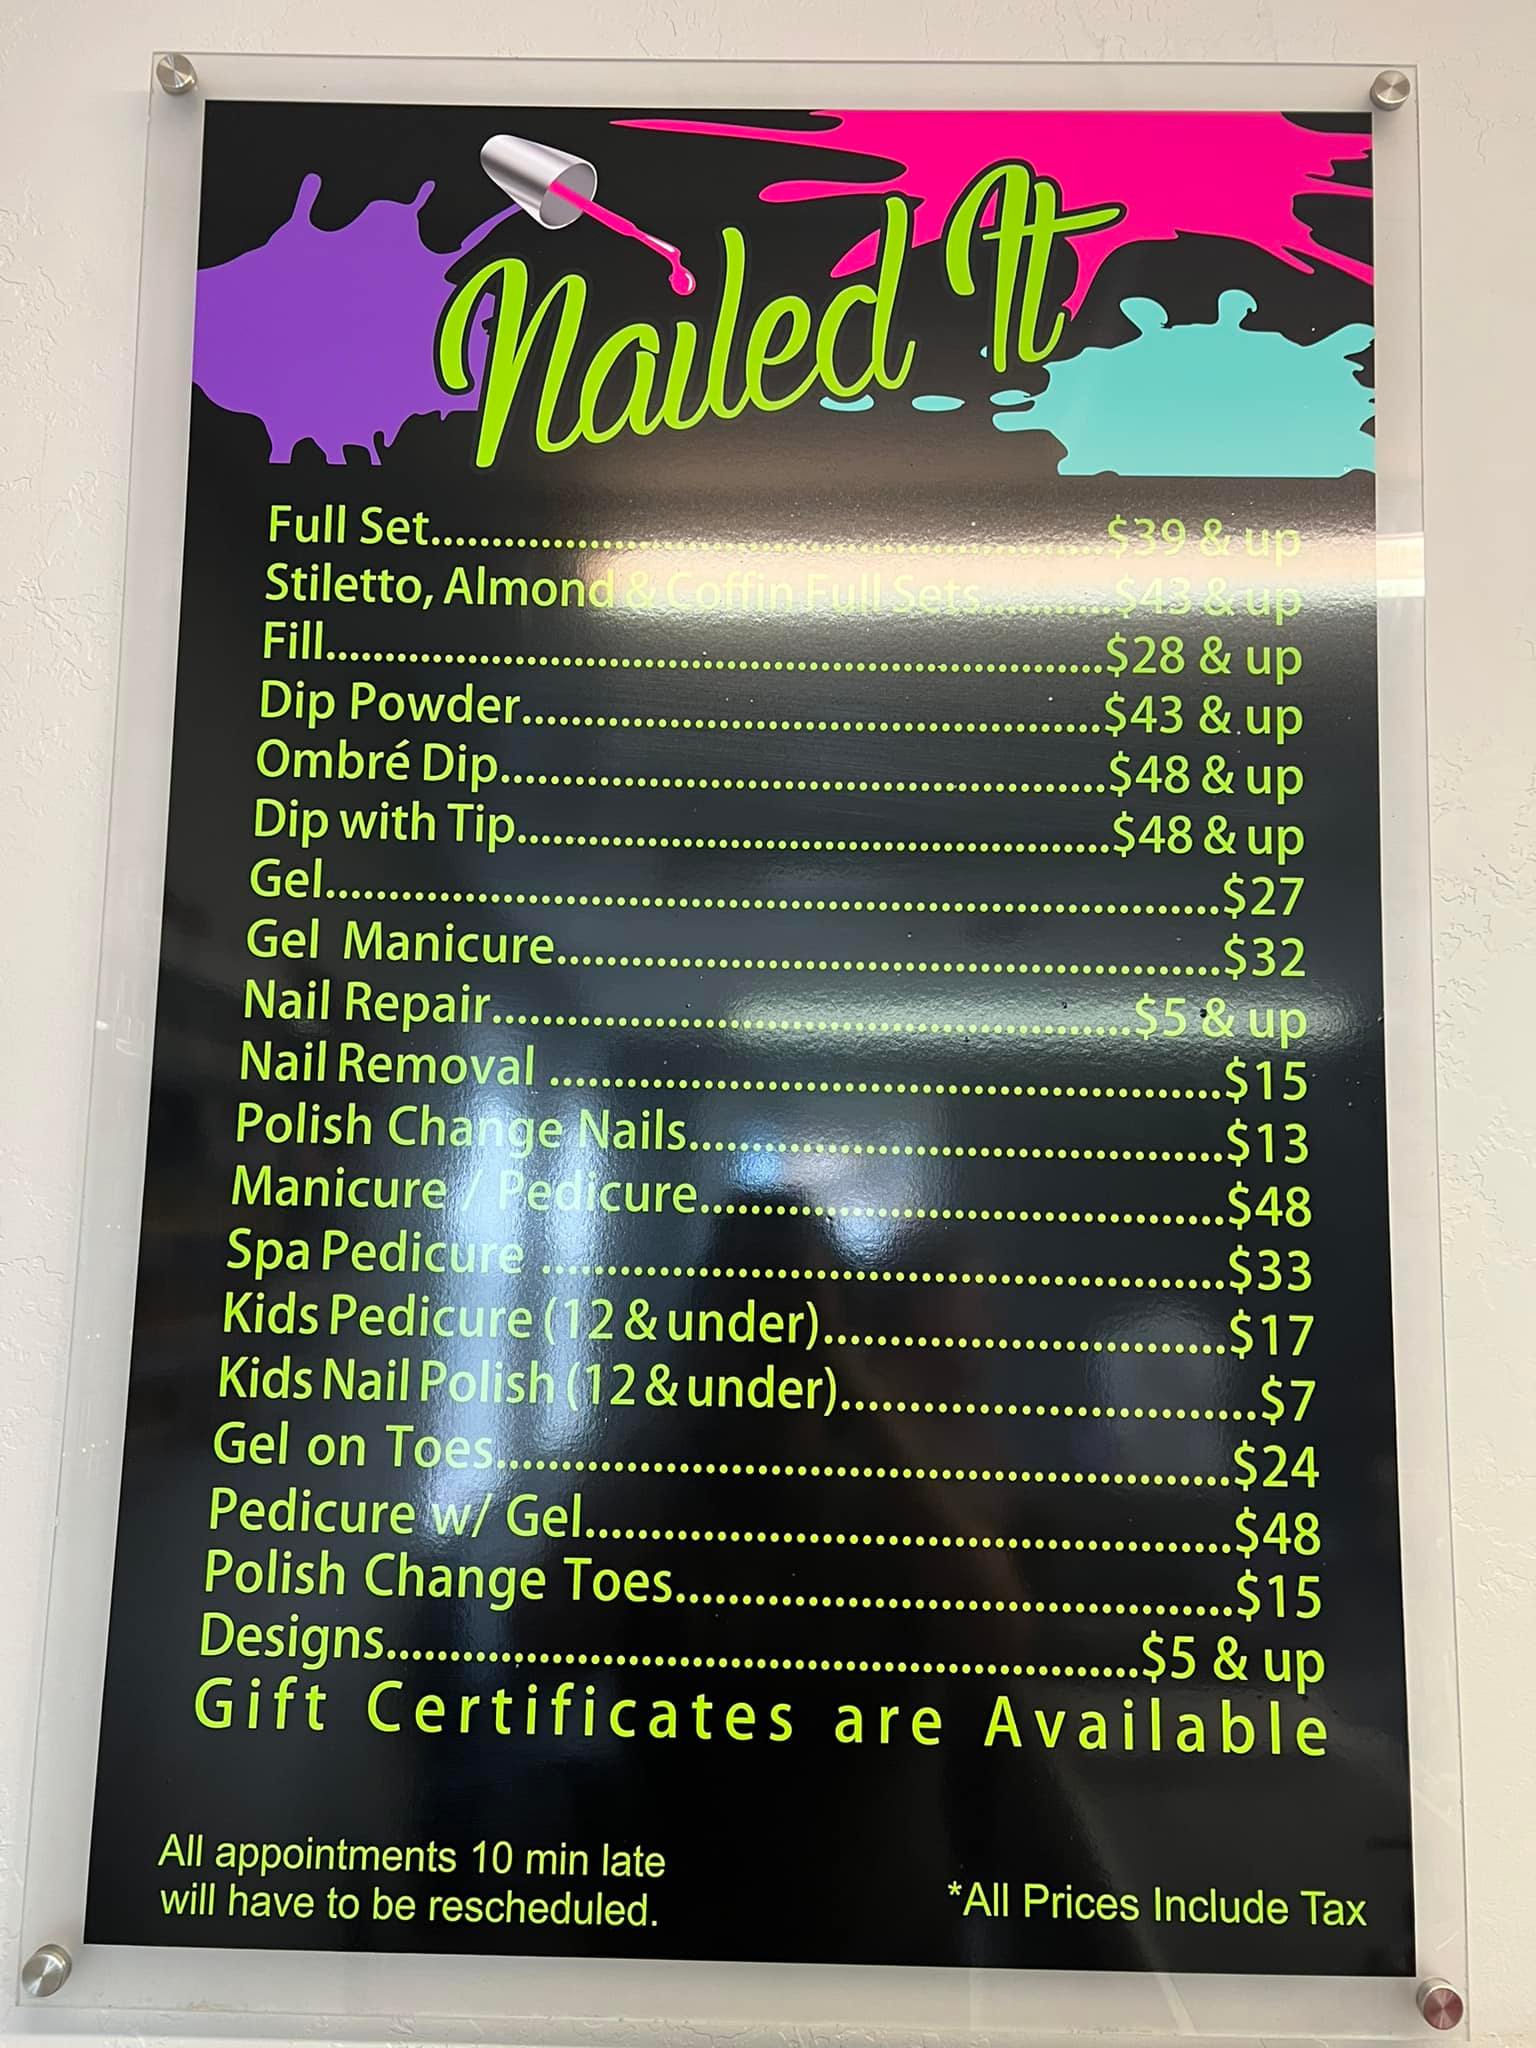 Nailed It
Full Set..........................................................$39 & up
Stiletto, Almond & Coffin Full Sets...........$43 & up
Fill..................................................................$28 & up
Dip Powder.................................................$43 & up
Ombré Dip...................................................$48 & up
Dip with Tip..................................................$48 & up
Gel............................................................................$27
Gel Manicure.........................................................$32
Nail Repair.......................................................$5 & up
Nail Removal .........................................................$15
Polish Change Nails.............................................$13
Manicure / Pedicure............................................$48
Spa Pedicure ..........................................................$33
Kids Pedicure (12 & under)..................................$17
Kids Nail Polish (12 & under)...................................$7
Gel on Toes..............................................................$24
Pedicure w/ Gel......................................................$48
Polish Change Toes...............................................$15
Designs...............................................................$5 & up
Gift Certificates are Available
All appointments 10 min late
will have to be rescheduled.
*All Prices Include Tax